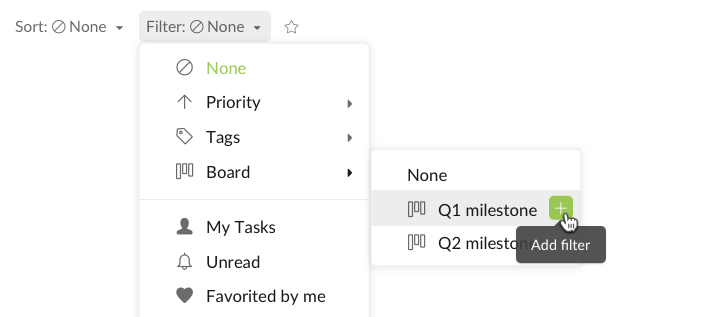 Sort: None Filter: None
None
Priority
Tags
Board
None
Q1 milestone
Q2 mileston
Add filter
My Tasks
Unread
Favorited by me